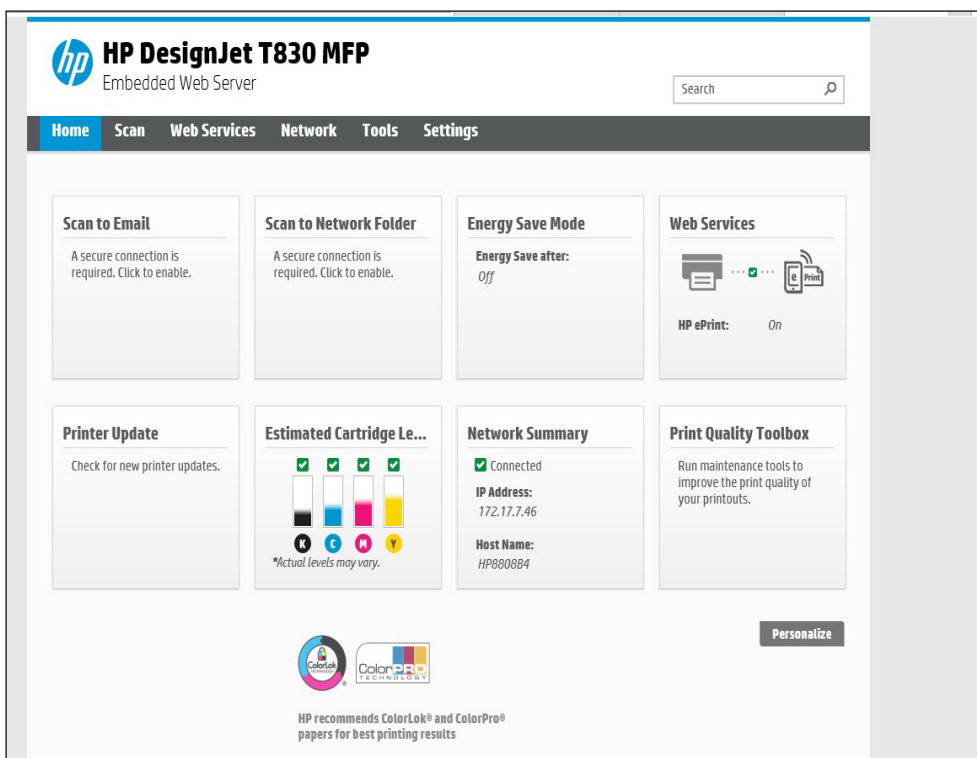 hp
HP DesignJet T830 MFP
Embedded Web Server
Search
Home Scan Web Services Network Tools Settings
Scan to Email
A secure connection is
required. Click to enable.
Scan to Network Folder
A secure connection is
required. Click to enable.
Energy Save Mode
Energy Save after:
Off
Web Services
e Print
HP ePrint: On
Printer Update
Check for new printer updates.
Estimated Cartridge Le...
K C M Y
*Actual levels may vary.
Network Summary
Connected
IP Address:
172.17.7.46
Host Name:
HP8808B4
Print Quality Toolbox
Run maintenance tools to
improve the print quality of
your printouts.
Personalize
ColorLok
TECHNOLOGY
®
ColorPRO
TECHNOLOGY
HP recommends ColorLok® and ColorPro®
papers for best printing results